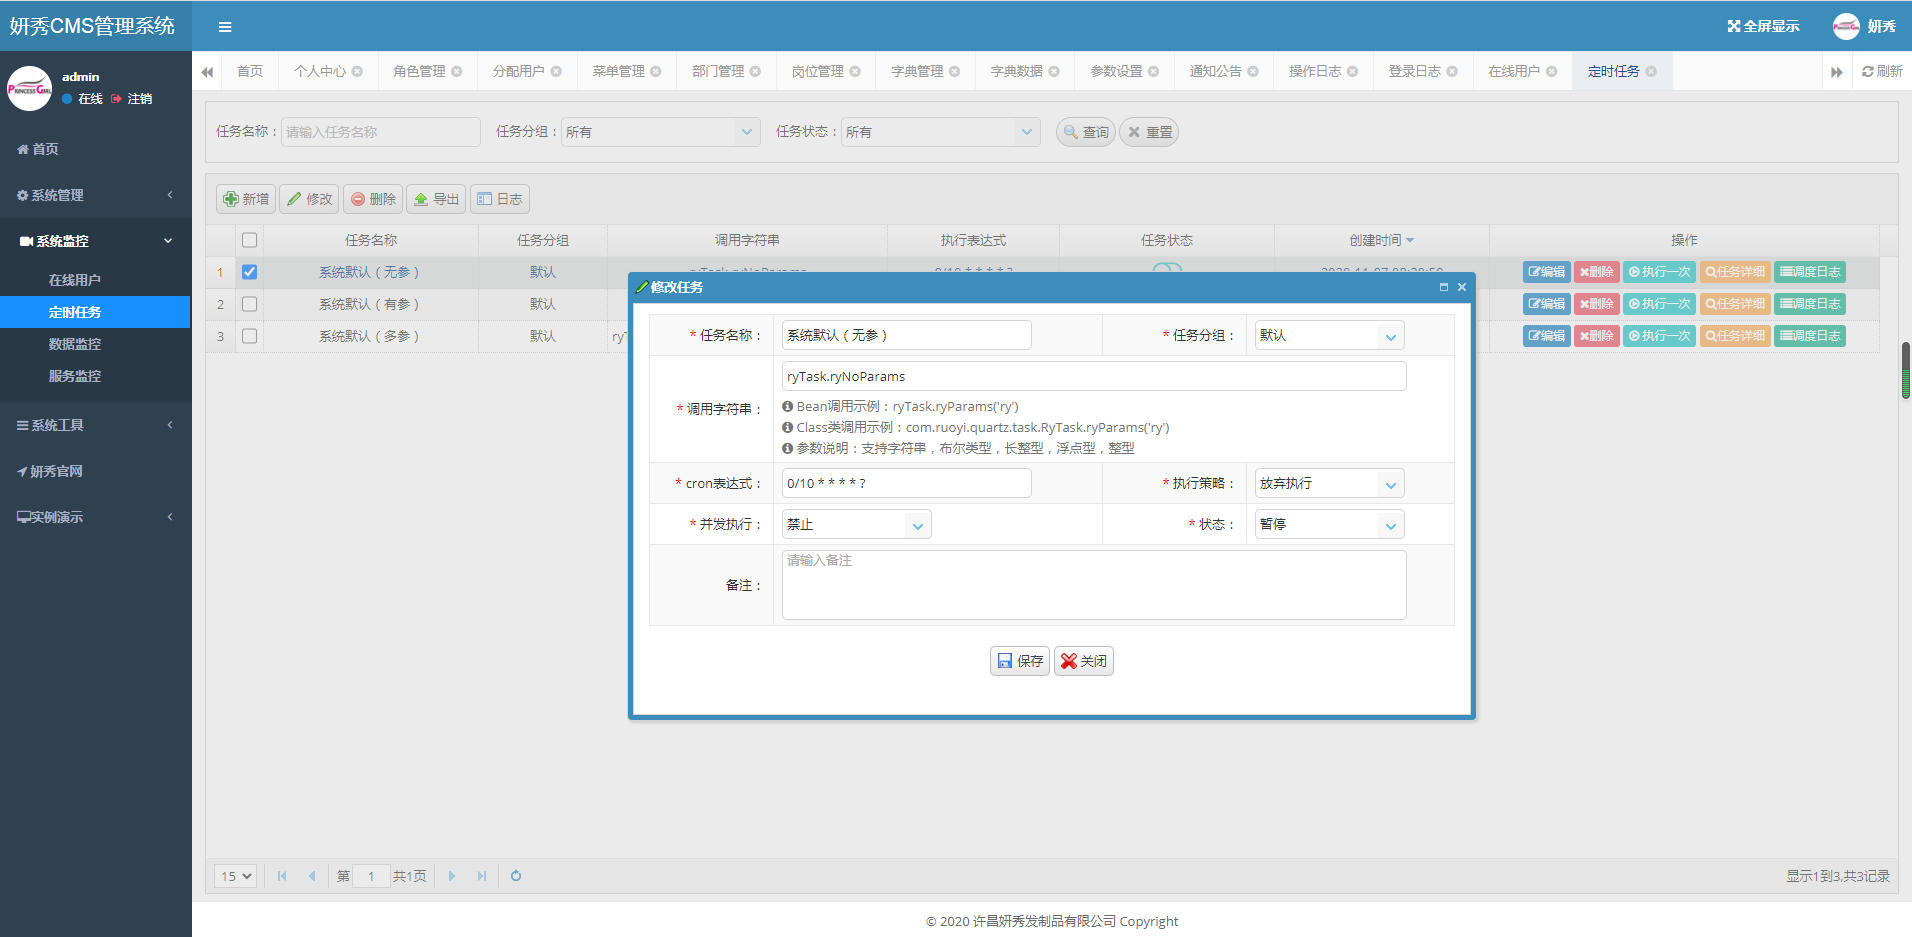 妍秀CMS管理系统
全屏显示 妍秀
PRINCESS GIRL
admin
在线 注销
首页 个人中心 角色管理 分配用户 菜单管理 部门管理 岗位管理 字典管理 字典数据 参数设置 通知公告 操作日志 登录日志 在线用户 定时任务 刷新
首页
系统管理
系统监控
在线用户
定时任务
数据监控
服务监控
系统工具
妍秀官网
实例演示
任务名称： 请输入任务名称 任务分组： 所有 任务状态： 所有 查询 重置
新增 修改 删除 导出 日志
任务名称 任务分组 调用字符串 执行表达式 任务状态 创建时间 操作
1 系统默认（无参） 默认 ryTask.ryNoParams 0/10 * * * * ? 编辑 删除 执行一次 任务详细 调度日志
2 系统默认（有参） 默认 编辑 删除 执行一次 任务详细 调度日志
3 系统默认（多参） 默认 ryT 编辑 删除 执行一次 任务详细 调度日志
修改任务
* 任务名称： 系统默认（无参） * 任务分组： 默认
* 调用字符串： ryTask.ryNoParams
Bean调用示例：ryTask.ryParams('ry')
Class类调用示例：com.ruoyi.quartz.task.RyTask.ryParams('ry')
参数说明：支持字符串，布尔类型，长整型，浮点型，整型
* cron表达式： 0/10 * * * * ? * 执行策略： 放弃执行
* 并发执行： 禁止 * 状态： 暂停
备注： 请输入备注
保存 关闭
15 第 1 共1页 显示1到3,共3记录
© 2020 许昌妍秀发制品有限公司 Copyright